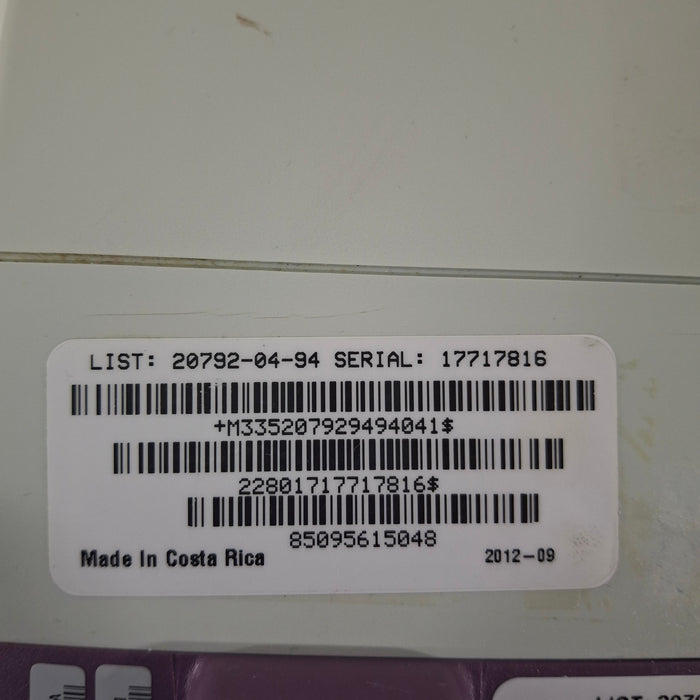 LIST: 20792-04-94 SERIAL: 17717816
+M335207929494041$
22801717717816$
85095615048
Made In Costa Rica
2012-09